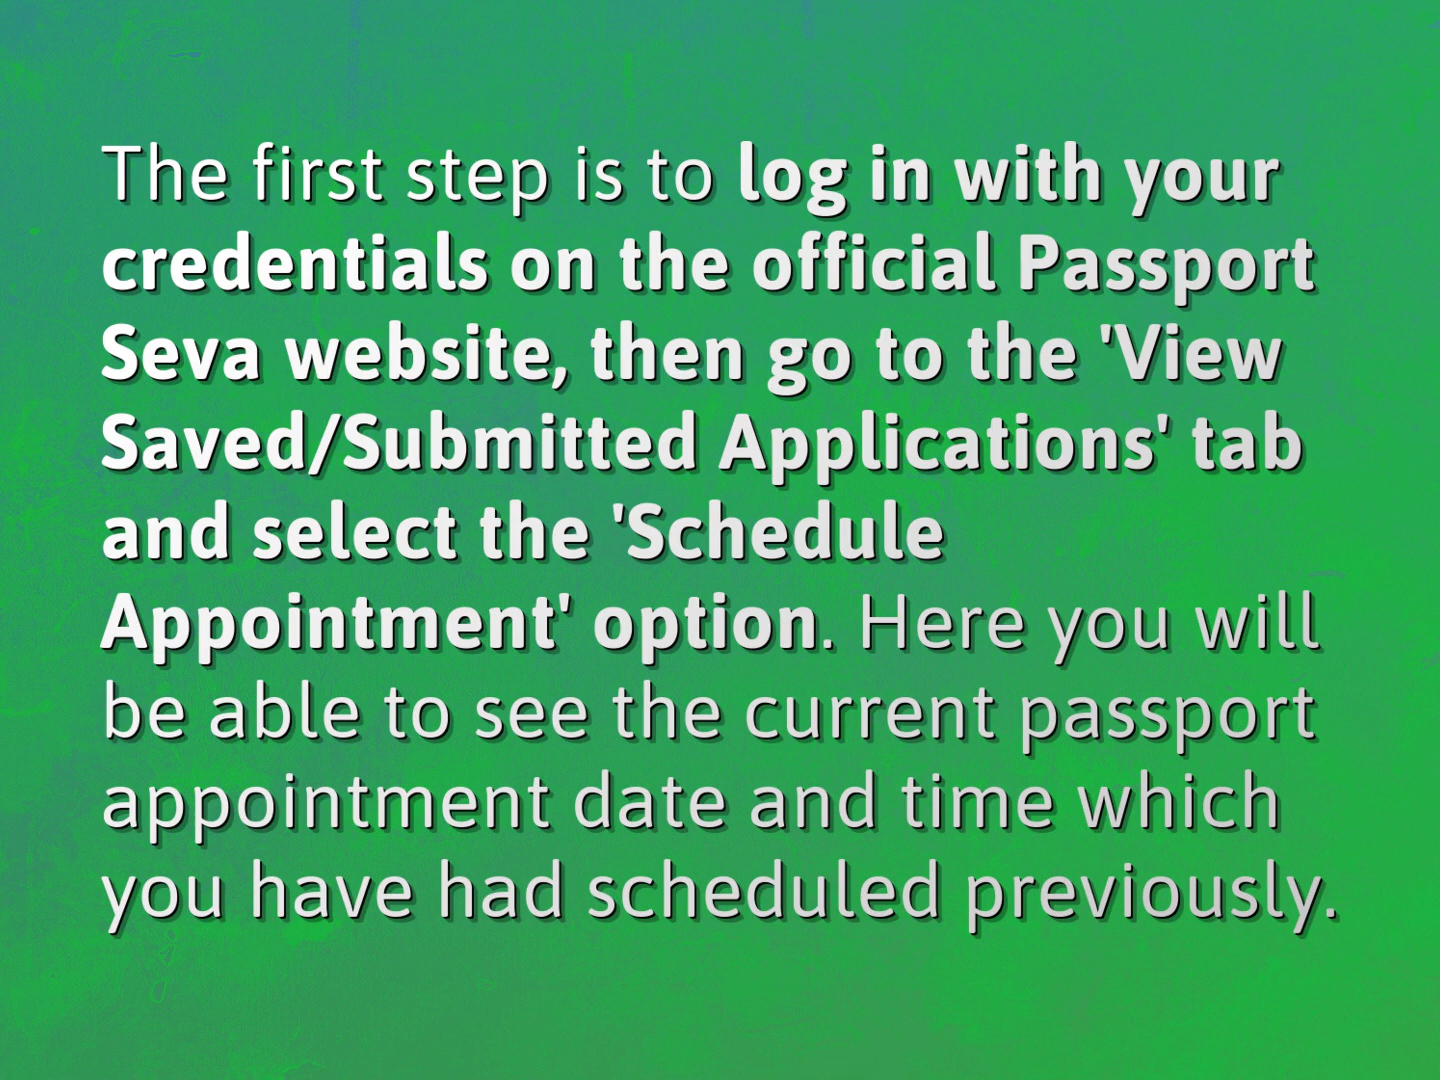 The first step is to log in with your
credentials on the official Passport
Seva website, then go to the 'View
Saved/Submitted Applications' tab
and select the 'Schedule
Appointment' option. Here you will
be able to see the current passport
appointment date and time which
you have had scheduled previously.